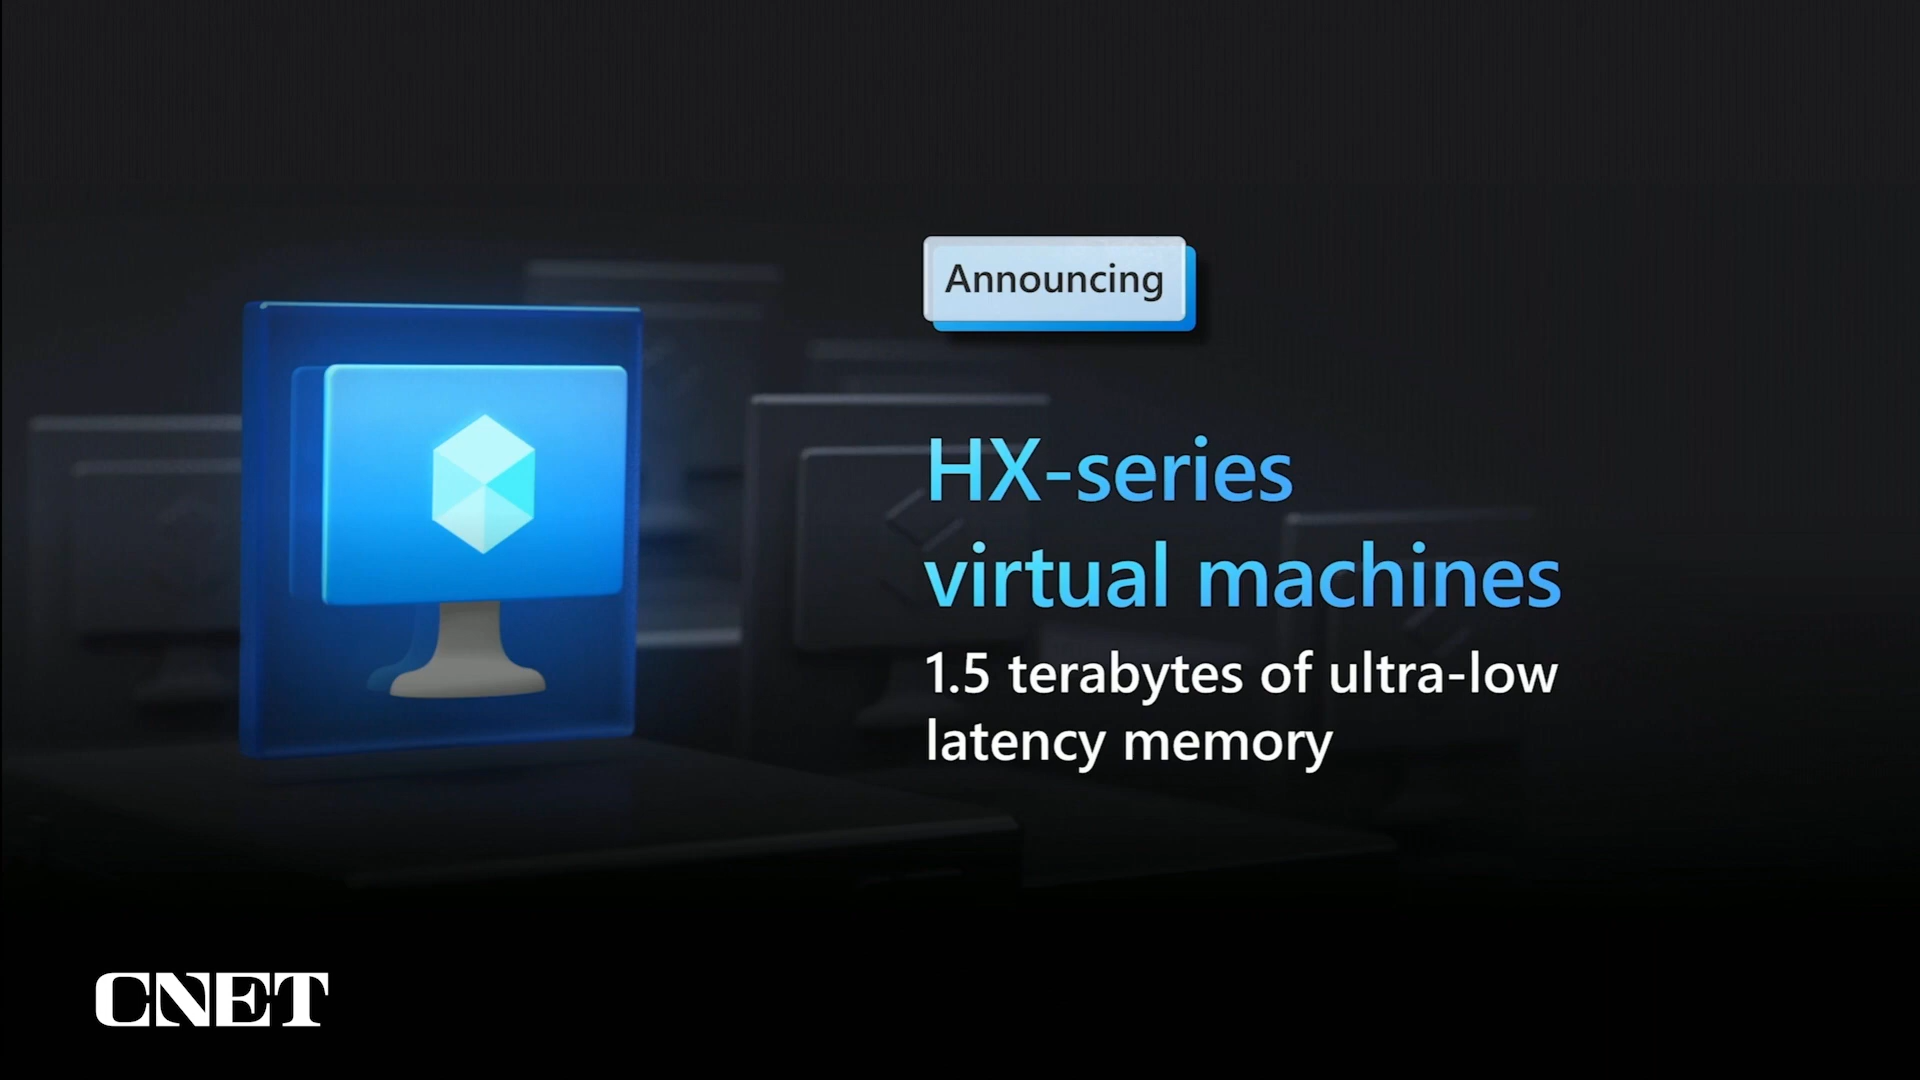 Announcing
HX-series
virtual machines
1.5 terabytes of ultra-low
latency memory
CNET